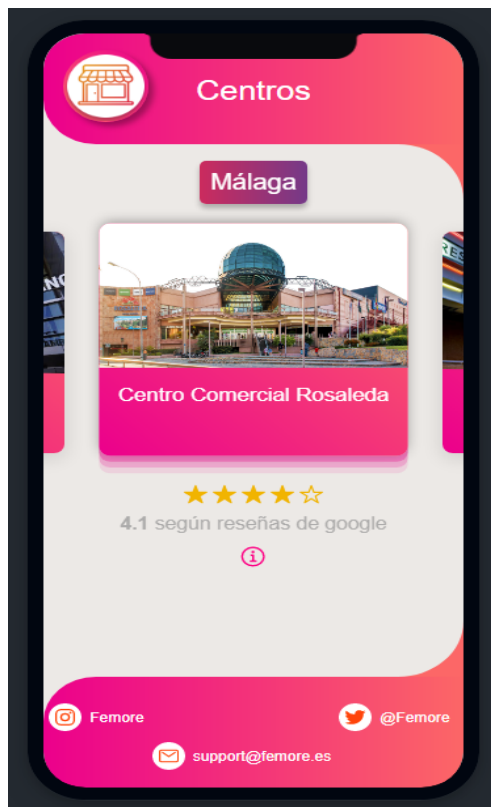 Centros
Málaga
Centro Comercial Rosaleda
4.1 según reseñas de google
Femore
@Femore
support@femore.es